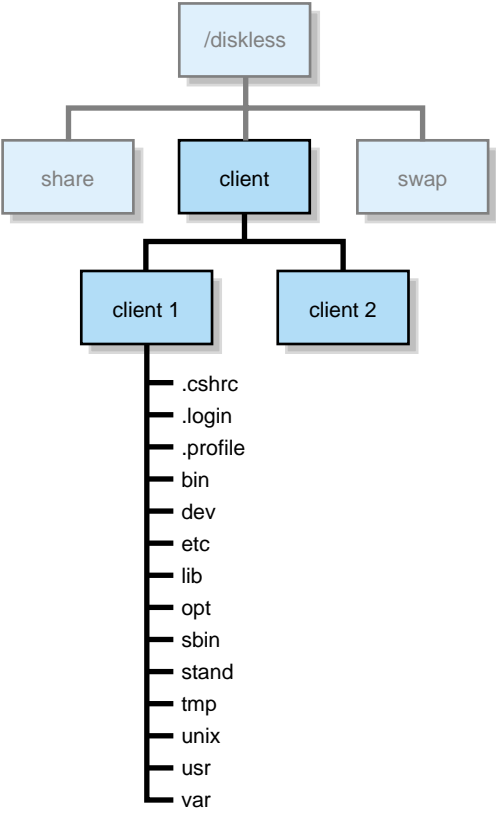 /diskless
share
client
swap
client 1
client 2
.cshrc
.login
.profile
bin
dev
etc
lib
opt
sbin
stand
tmp
unix
usr
var